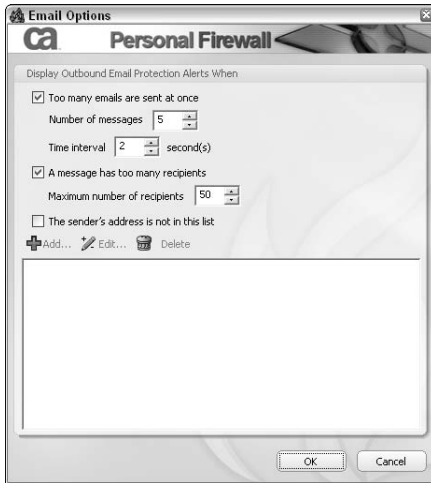 Email Options
ca Personal Firewall
Display Outbound Email Protection Alerts When
Too many emails are sent at once
Number of messages 5
Time interval 2 second(s)
A message has too many recipients
Maximum number of recipients 50
The sender's address is not in this list
Add... Edit... Delete
OK Cancel